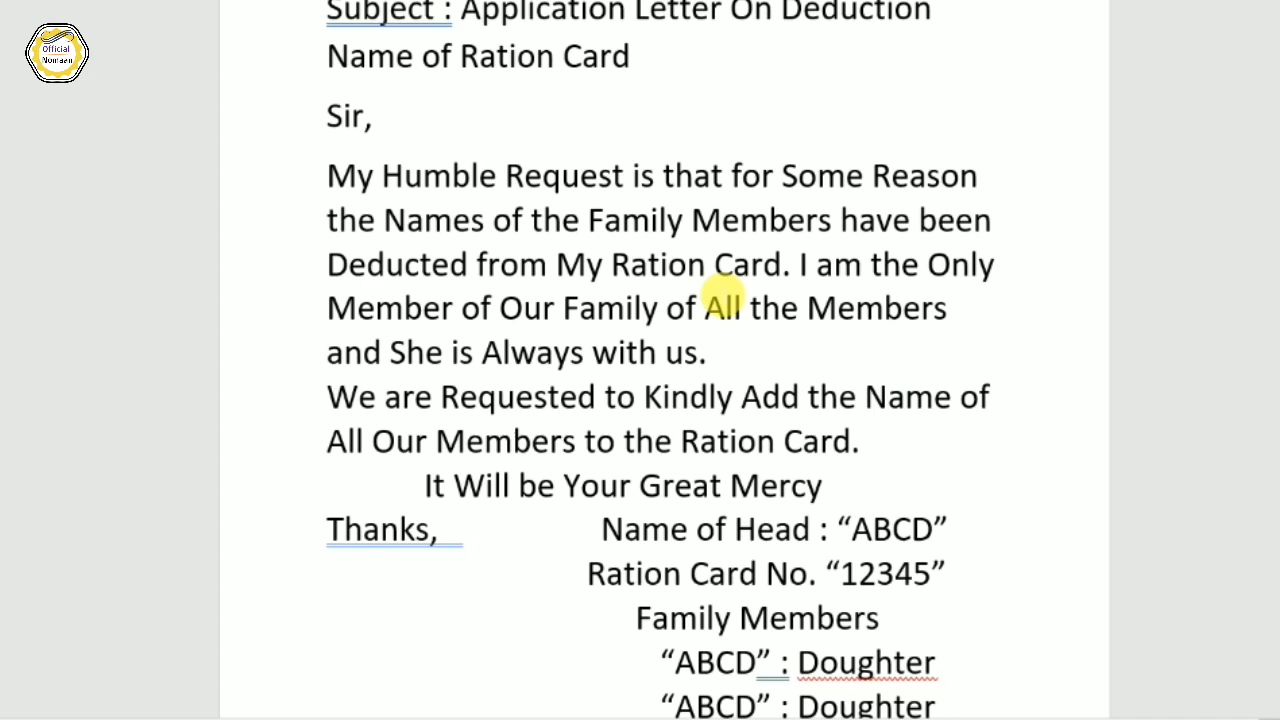 Official
Nomaan
Subject : Application Letter On Deduction
Name of Ration Card
Sir,
My Humble Request is that for Some Reason
the Names of the Family Members have been
Deducted from My Ration Card. I am the Only
Member of Our Family of All the Members
and She is Always with us.
We are Requested to Kindly Add the Name of
All Our Members to the Ration Card.
It Will be Your Great Mercy
Thanks, Name of Head : “ABCD”
Ration Card No. “12345”
Family Members
“ABCD” : Doughter
“ABCD” : Doughter